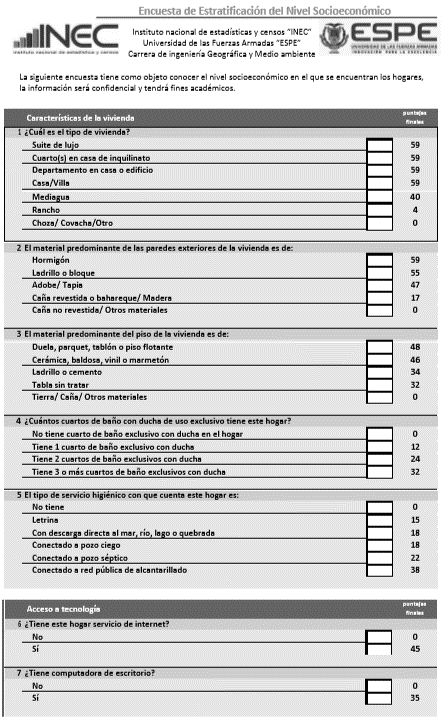 Encuesta de Estratificación del Nivel Socioeconómico
INEC
Instituto nacional de estadística y censos
Instituto nacional de estadísticas y censos "INEC"
Universidad de las Fuerzas Armadas "ESPE"
Carrera de ingeniería Geográfica y Medio ambiente
ESPE
UNIVERSIDAD DE LAS FUERZAS ARMADAS
INNOVACIÓN PARA LA EXCELENCIA
La siguiente encuesta tiene como objeto conocer el nivel socioeconómico en el que se encuentran los hogares,
la información será confidencial y tendrá fines académicos.
Características de la vivienda puntajes finales
1 ¿Cuál es el tipo de vivienda?
Suite de lujo 59
Cuarto(s) en casa de inquilinato 59
Departamento en casa o edificio 59
Casa/Villa 59
Mediagua 40
Rancho 4
Choza/ Covacha/Otro 0
2 El material predominante de las paredes exteriores de la vivienda es de:
Hormigón 59
Ladrillo o bloque 55
Adobe/ Tapia 47
Caña revestida o bahareque/ Madera 17
Caña no revestida/ Otros materiales 0
3 El material predominante del piso de la vivienda es de:
Duela, parquet, tablón o piso flotante 48
Cerámica, baldosa, vinil o marmetón 46
Ladrillo o cemento 34
Tabla sin tratar 32
Tierra/ Caña/ Otros materiales 0
4 ¿Cuántos cuartos de baño con ducha de uso exclusivo tiene este hogar?
No tiene cuarto de baño exclusivo con ducha en el hogar 0
Tiene 1 cuarto de baño exclusivo con ducha 12
Tiene 2 cuartos de baño exclusivos con ducha 24
Tiene 3 o más cuartos de baño exclusivos con ducha 32
5 El tipo de servicio higiénico con que cuenta este hogar es:
No tiene 0
Letrina 15
Con descarga directa al mar, río, lago o quebrada 18
Conectado a pozo ciego 18
Conectado a pozo séptico 22
Conectado a red pública de alcantarillado 38
Acceso a tecnología puntajes finales
6 ¿Tiene este hogar servicio de internet?
No 0
Sí 45
7 ¿Tiene computadora de escritorio?
No 0
Sí 35